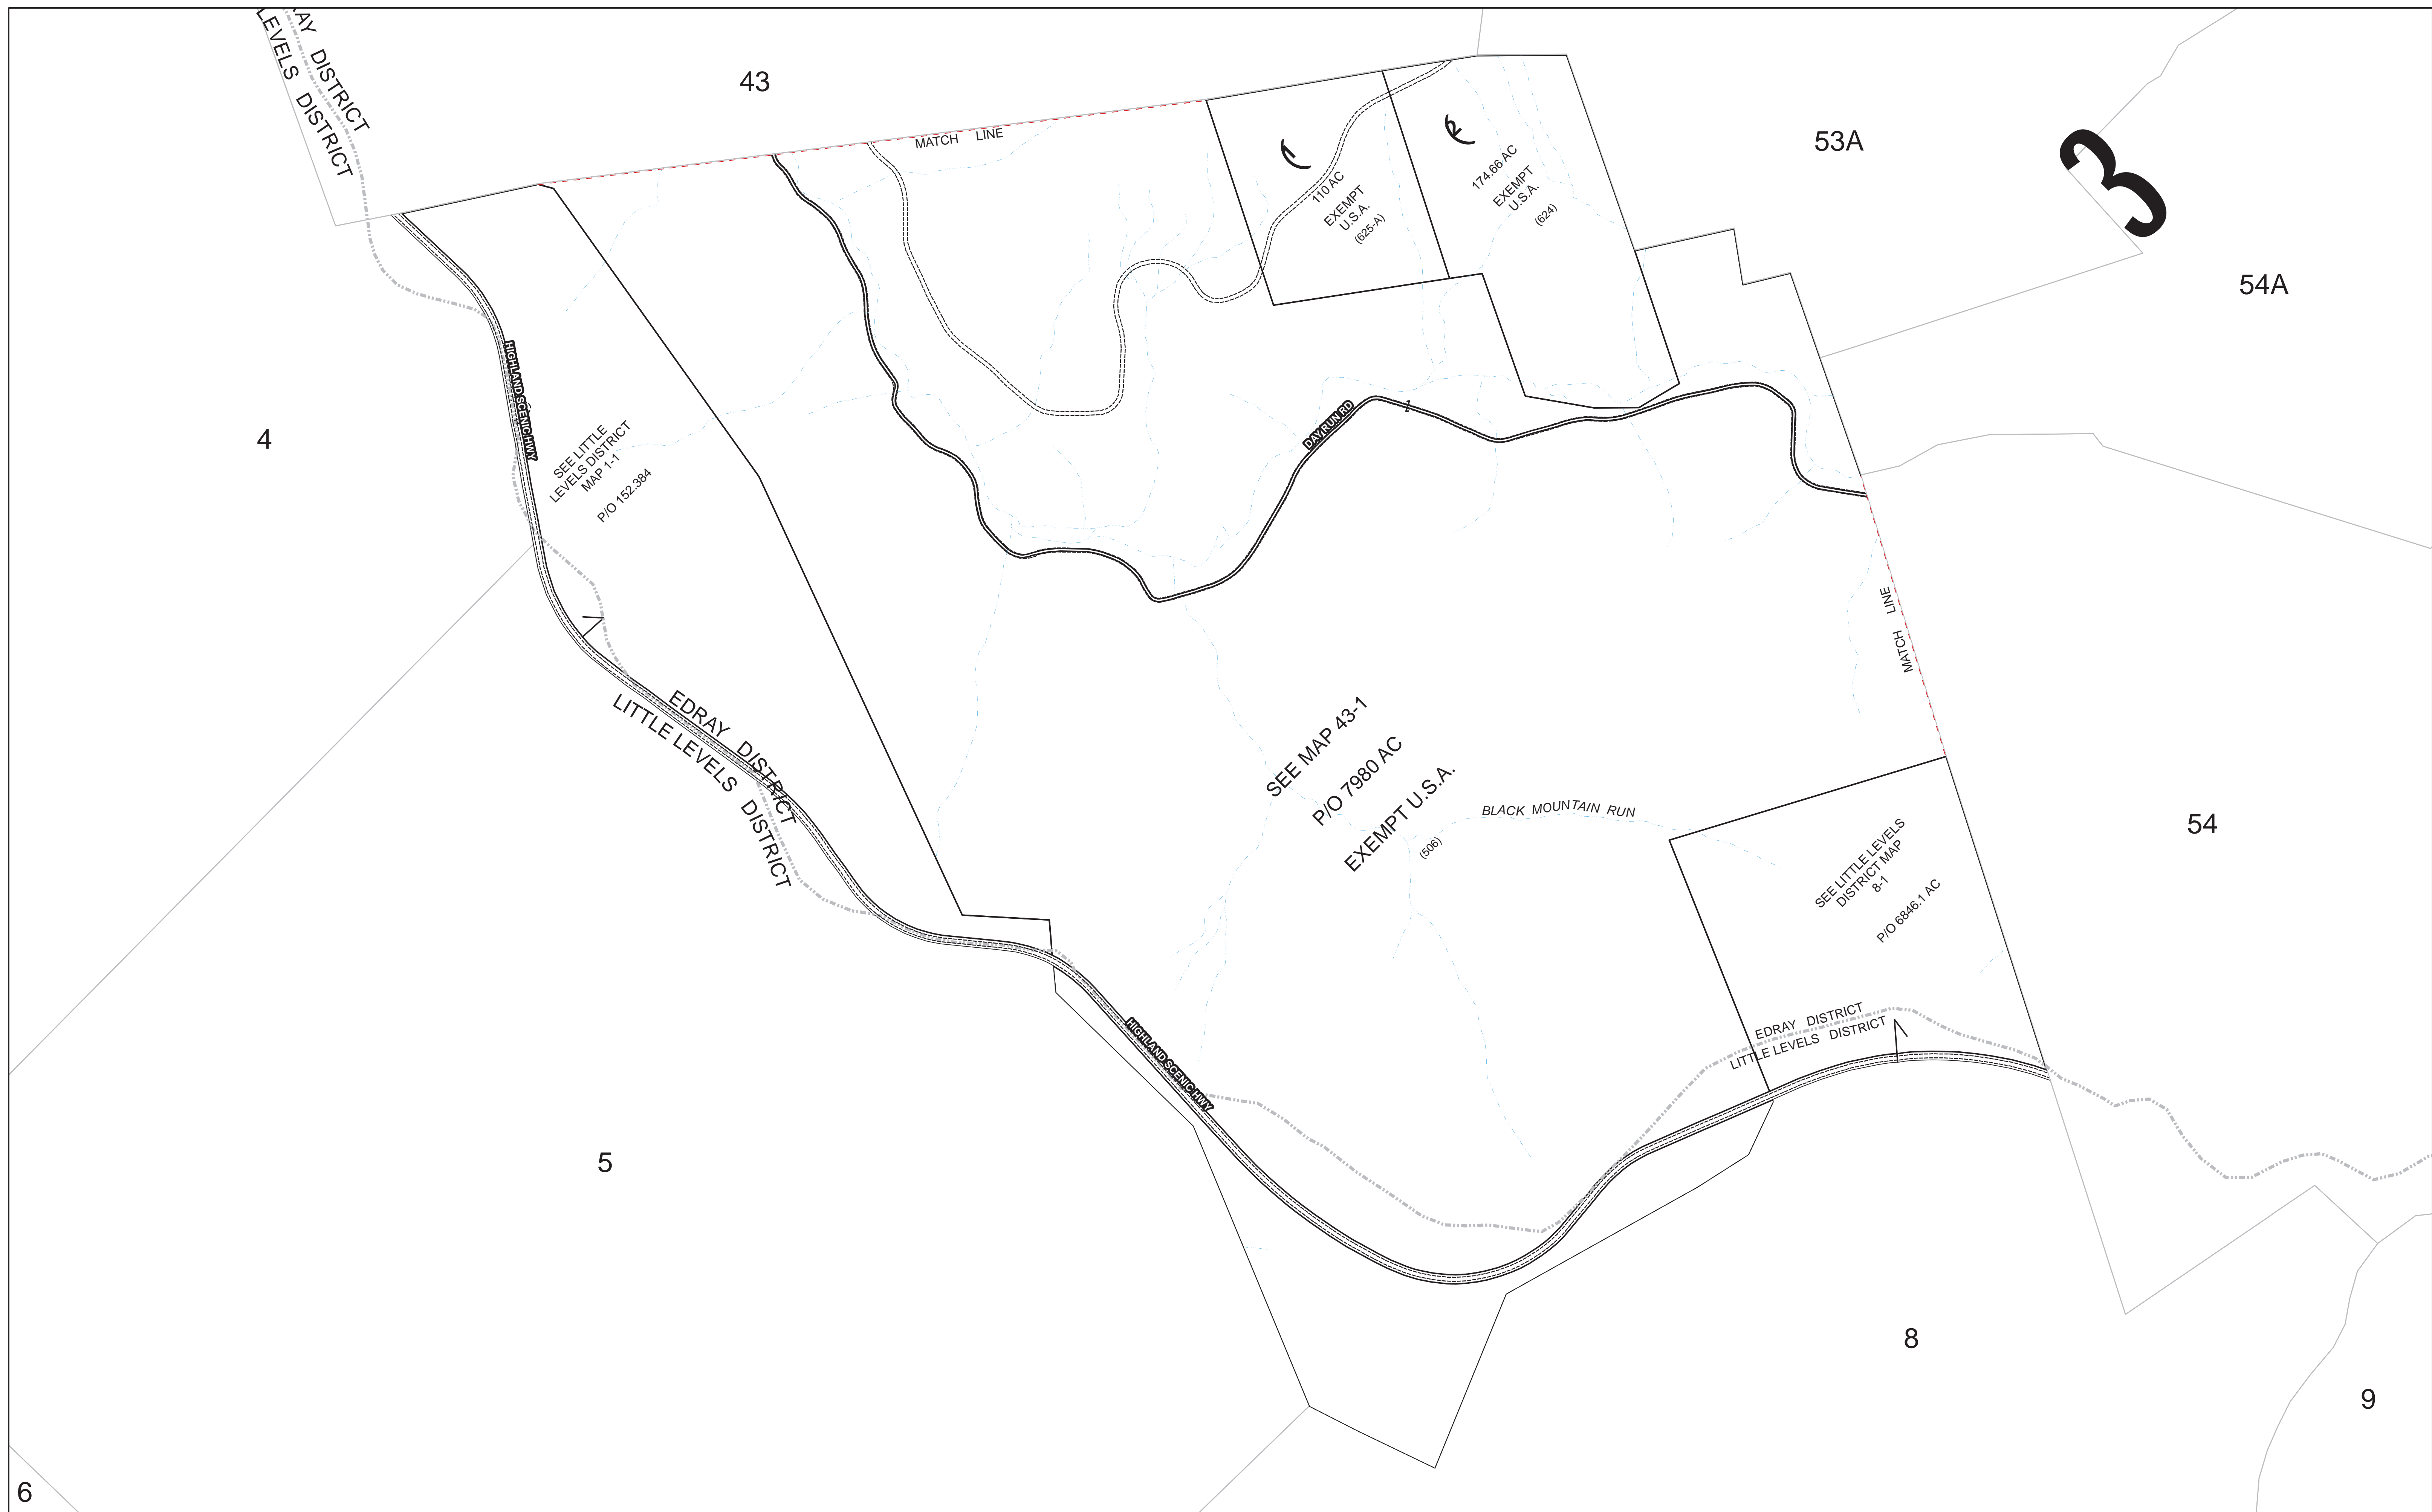 RAY DISTRICT
LEVELS DISTRICT
43
MATCH LINE
1
110 AC
EXEMPT
U.S.A.
(625-A)
2
174.66 AC
EXEMPT
U.S.A.
(624)
53A
3
54A
4
HIGHLAND SCENIC HWY
SEE LITTLE
LEVELS DISTRICT
MAP 1-1
P/O 152.384
DAY RUN RD
MATCH LINE
EDRAY DISTRICT
LITTLE LEVELS DISTRICT
SEE MAP 43-1
P/O 7980 AC
EXEMPT U.S.A.
(506)
BLACK MOUNTAIN RUN
SEE LITTLE LEVELS
DISTRICT MAP
8-1
P/O 6846.1 AC
54
EDRAY DISTRICT
LITTLE LEVELS DISTRICT
HIGHLAND SCENIC HWY
5
8
9
6